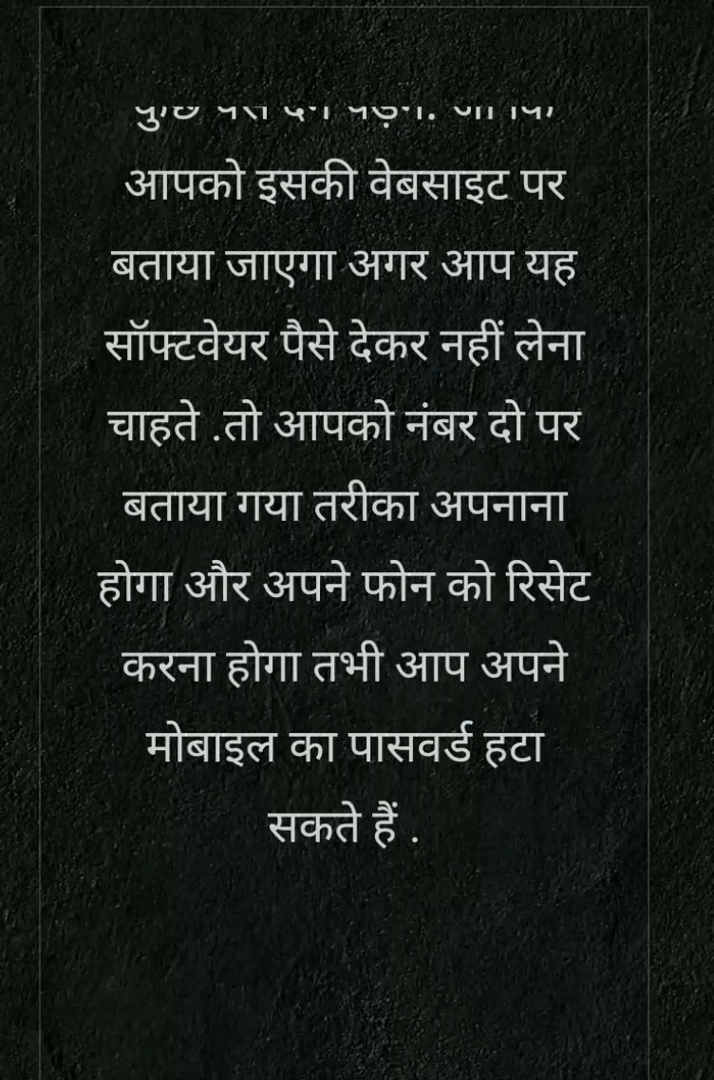 आपको इसकी वेबसाइट पर
बताया जाएगा अगर आप यह
सॉफ्टवेयर पैसे देकर नहीं लेना
चाहते .तो आपको नंबर दो पर
बताया गया तरीका अपनाना
होगा और अपने फोन को रिसेट
करना होगा तभी आप अपने
मोबाइल का पासवर्ड हटा
सकते हैं .